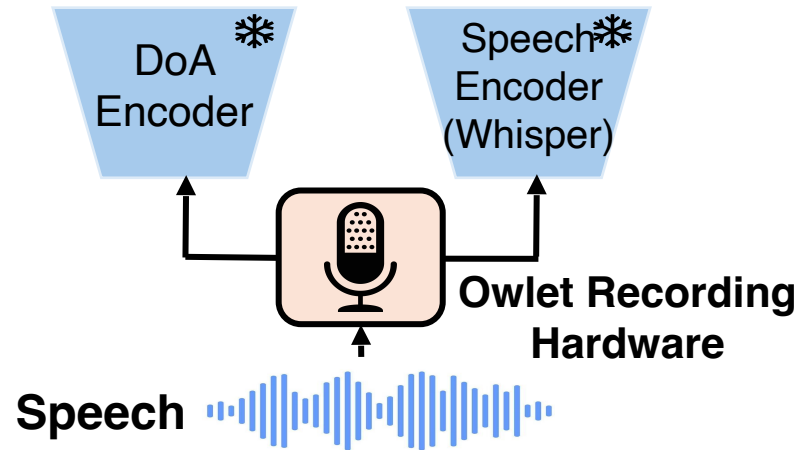 DoA
Encoder
Speech
Encoder
(Whisper)
Owlet Recording
Hardware
Speech